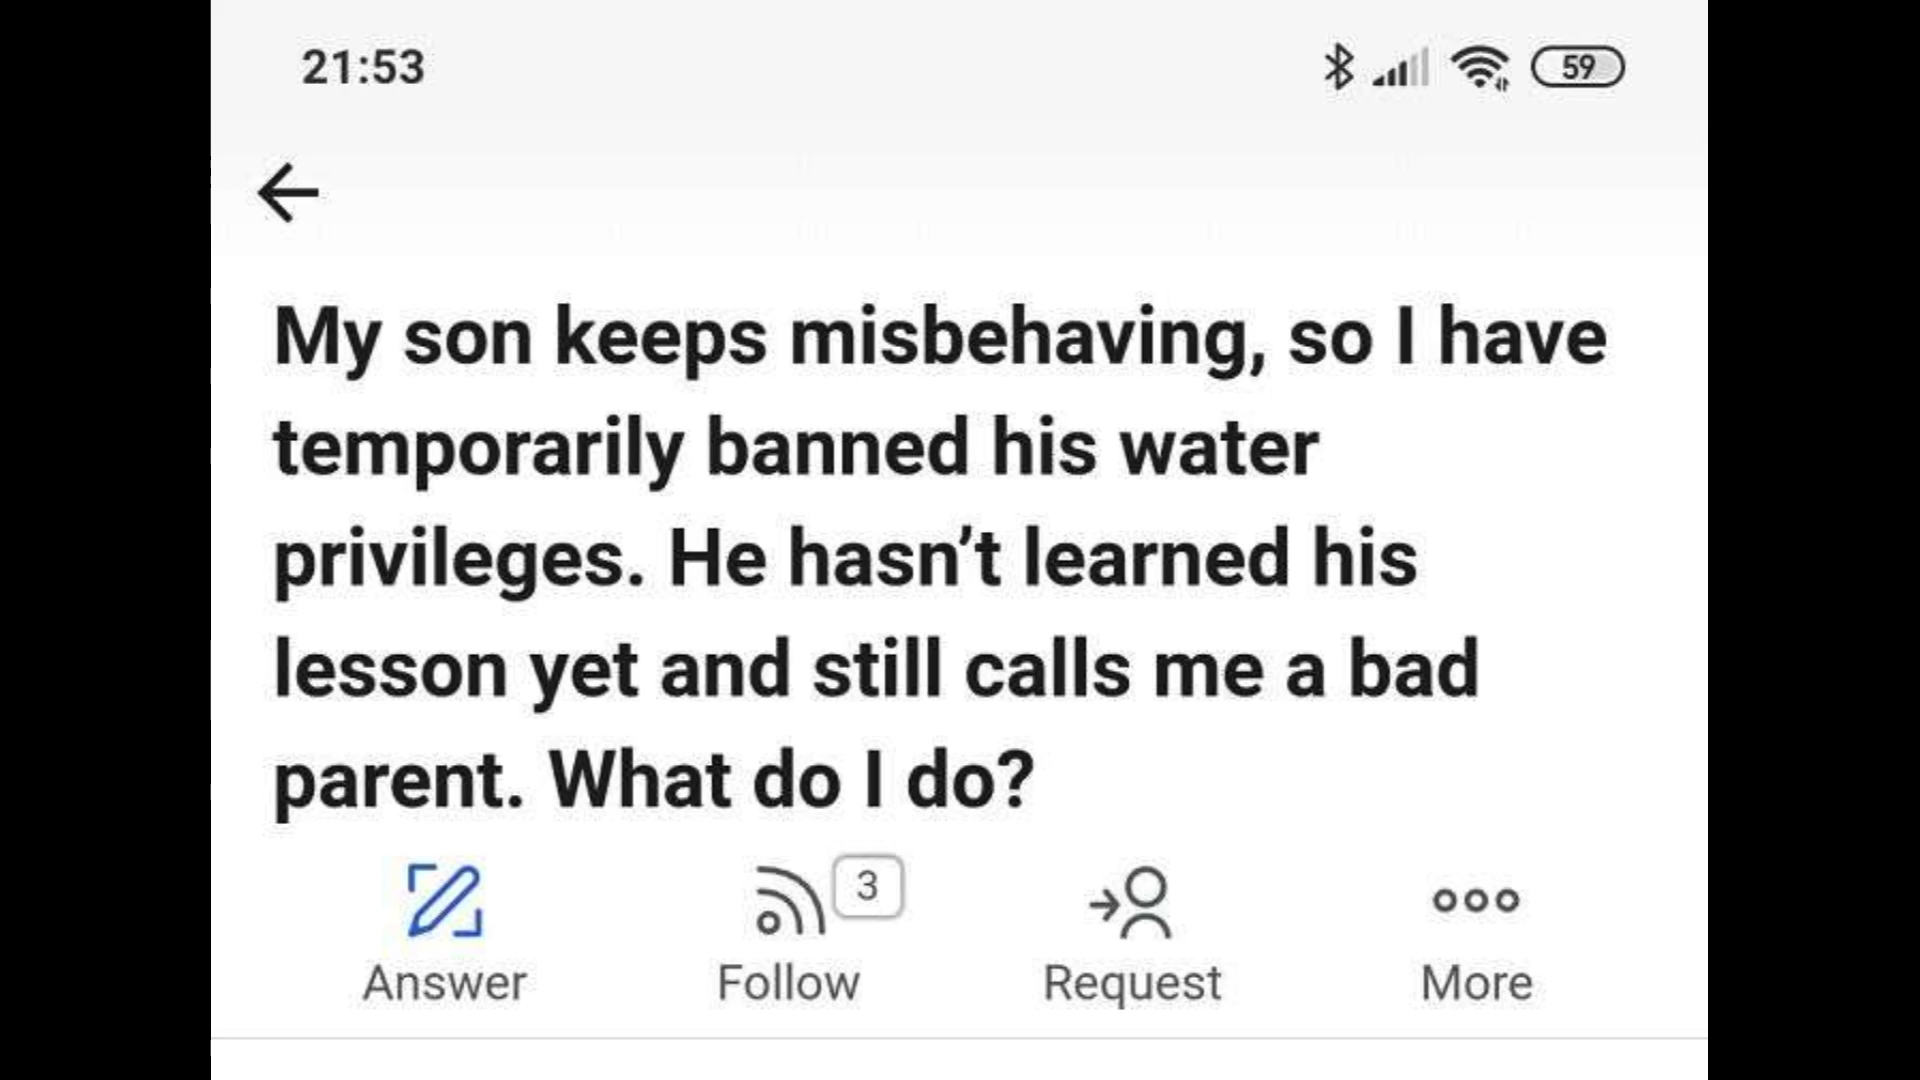 21:53 59
My son keeps misbehaving, so I have
temporarily banned his water
privileges. He hasn’t learned his
lesson yet and still calls me a bad
parent. What do I do?
3
Answer Follow Request More